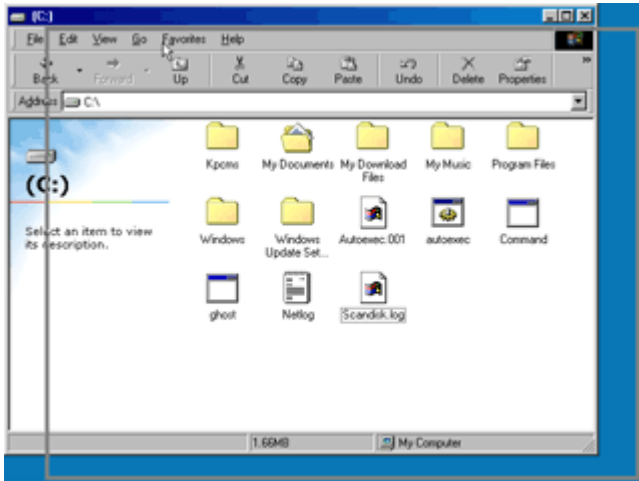 (C:)
File Edit View Go Favorites Help
Back Forward Up Cut Copy Paste Undo Delete Properties »
Address C:\
(C:)
Select an item to view
its description.
Kpcms My Documents My Download
Files My Music Program Files
Windows Windows
Update Set... Autoexec.001 autoexec Command
ghost Netlog Scandisk.log
1.66MB My Computer